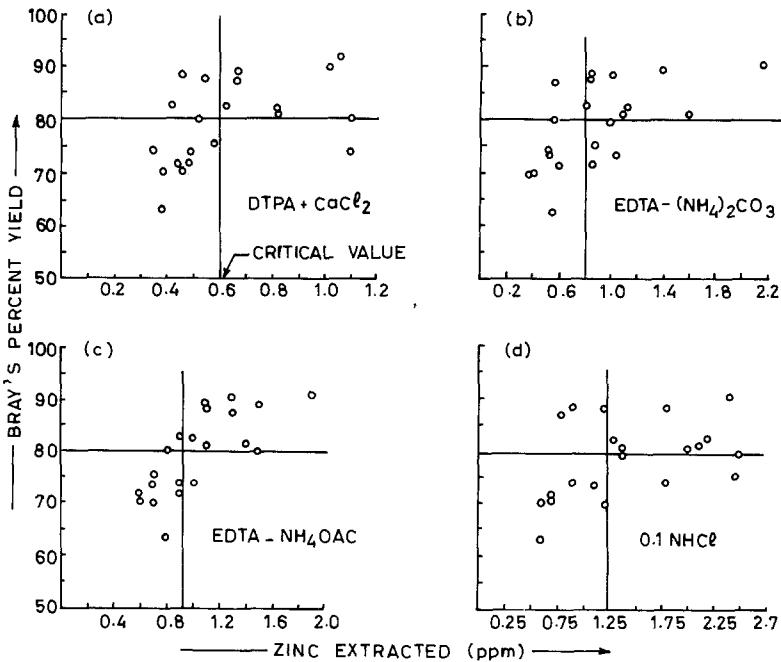 (a)
100
90
80
70
60
50
DTPA + CaCl2
CRITICAL VALUE
0.2 0.4 0.6 0.8 1.0 1.2
(b)
EDTA - (NH4)2CO3
0.2 0.6 1.0 1.4 1.8 2.2
BRAY'S PERCENT YIELD
(c)
100
90
80
70
60
50
EDTA - NH4OAC
0.4 0.8 1.2 1.6 2.0
(d)
0.1 NHCl
0.25 0.75 1.25 1.75 2.25 2.7
ZINC EXTRACTED (ppm)